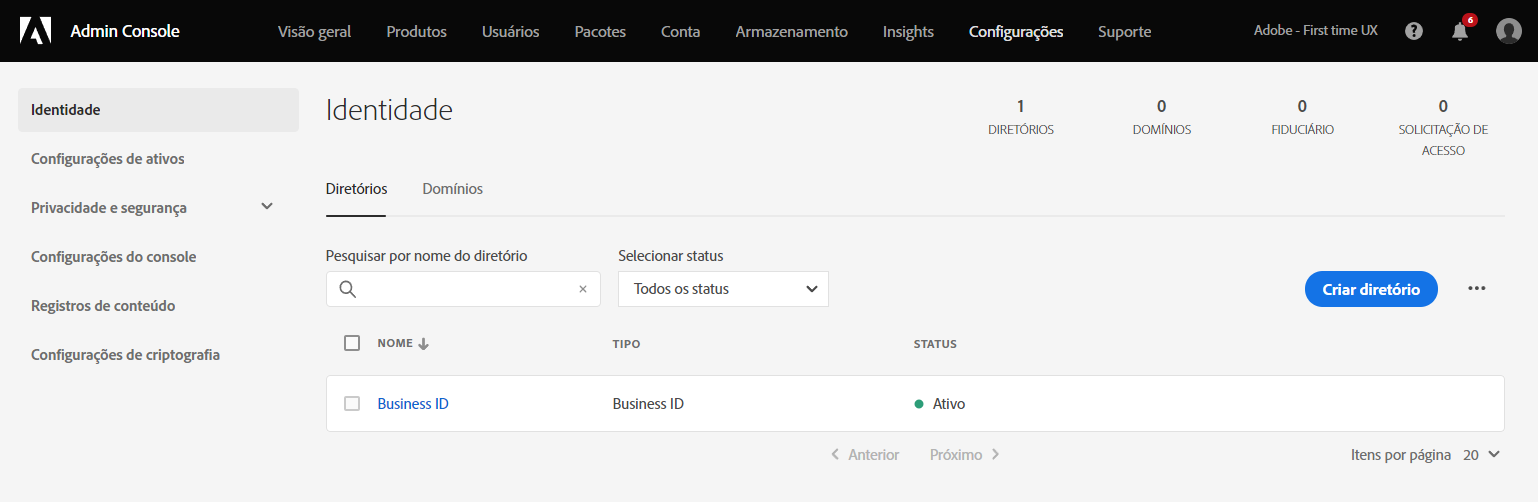 Admin Console Visão geral Produtos Usuários Pacotes Conta Armazenamento Insights Configurações Suporte Adobe - First time UX ? 6
Identidade
Configurações de ativos
Privacidade e segurança
Configurações do console
Registros de conteúdo
Configurações de criptografia
Identidade
1 0 0 0
DIRETÓRIOS DOMÍNIOS FIDUCIÁRIO SOLICITAÇÃO DE
ACESSO
Diretórios Domínios
Pesquisar por nome do diretório Selecionar status
Todos os status Criar diretório
NOME TIPO STATUS
Business ID Business ID Ativo
Anterior Próximo Itens por página 20